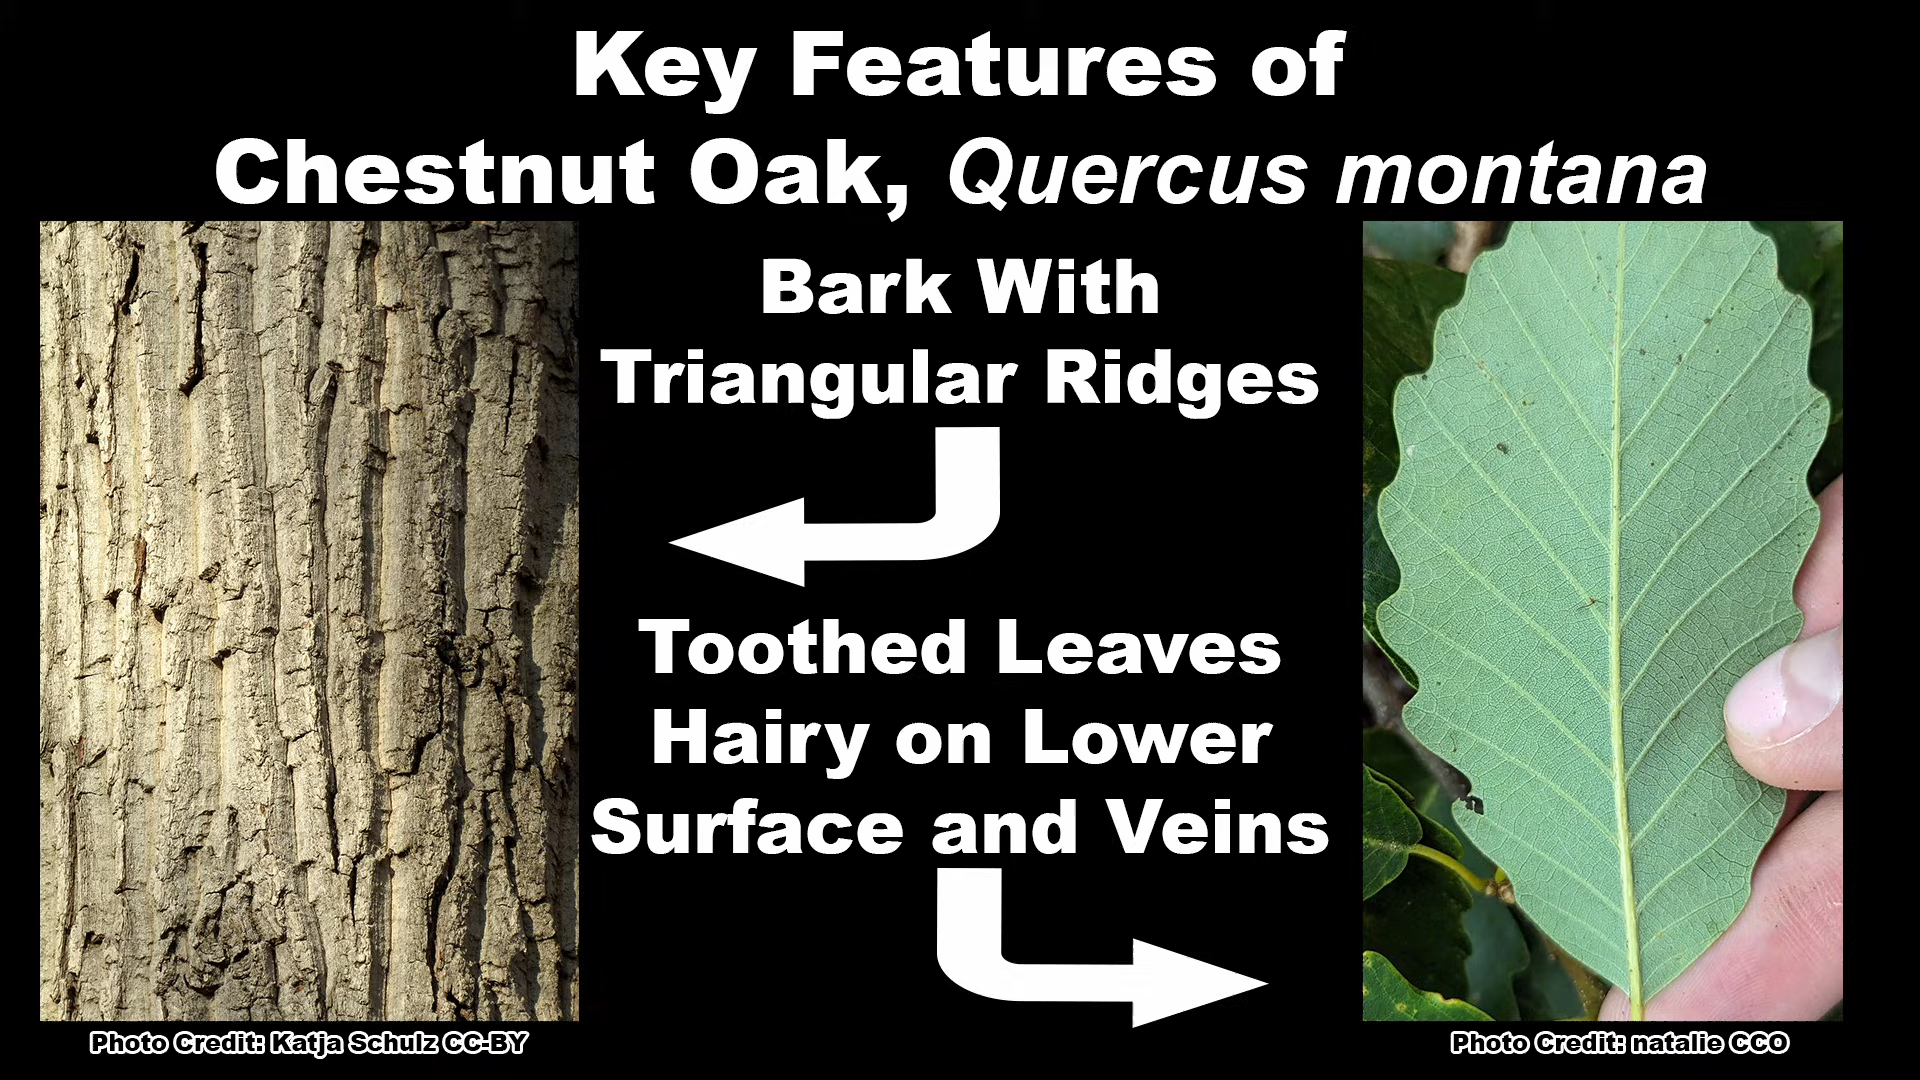 Key Features of
Chestnut Oak, Quercus montana
Bark With
Triangular Ridges
Toothed Leaves
Hairy on Lower
Surface and Veins
Photo Credit: Katja Schulz CC-BY
Photo Credit: natalie CCO